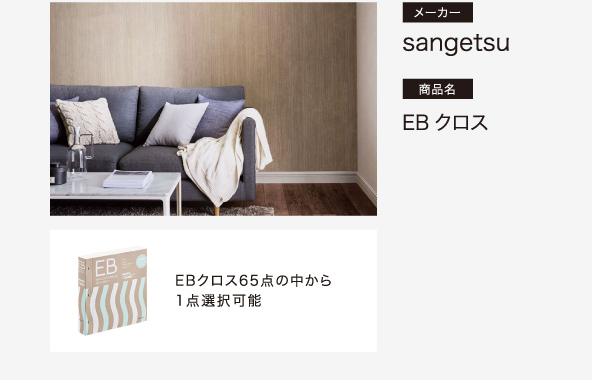 メーカー
sangetsu
商品名
EB クロス
EB
EBクロス65点の中から
1点選択可能